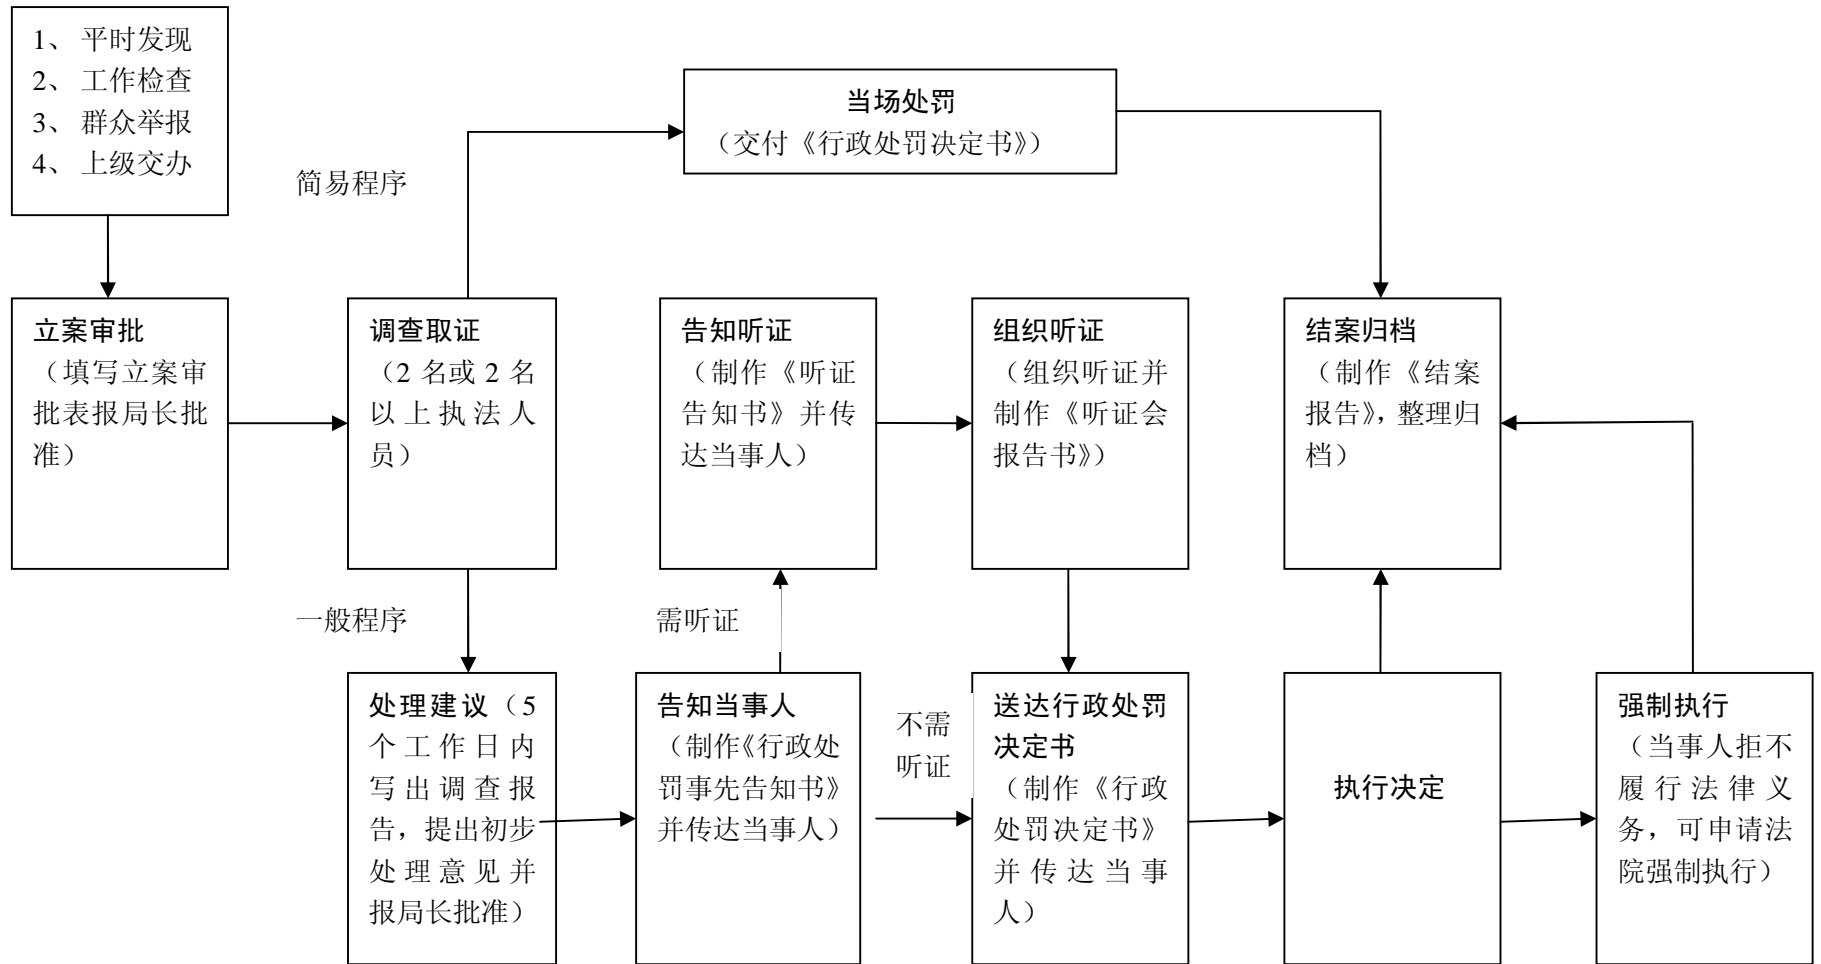 1、 平时发现
2、 工作检查
3、 群众举报
4、 上级交办
简易程序
当场处罚
（交付《行政处罚决定书》）
立案审批
（填写立案审
批表报局长批
准）
调查取证
（2 名或 2 名
以上执法人
员）
告知听证
（制作《听证
告知书》并传
达当事人）
组织听证
（组织听证并
制作《听证会
报告书》）
结案归档
（制作《结案
报告》，整理归
档）
一般程序
需听证
处理建议（5
个工作日内
写出调查报
告，提出初步
处理意见并
报局长批准）
告知当事人
（制作《行政处
罚事先告知书》
并传达当事人）
不需
听证
送达行政处罚
决定书
（制作《行政
处罚决定书》
并传达当事
人）
执行决定
强制执行
（当事人拒不
履行法律义
务，可申请法
院强制执行）